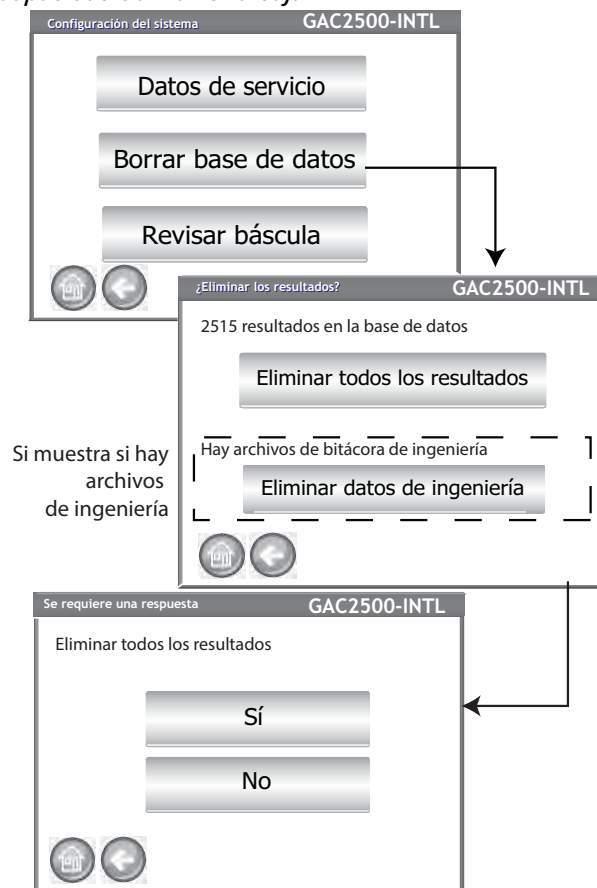 Configuración del sistema GAC2500-INTL
Datos de servicio
Borrar base de datos
Revisar báscula
¿Eliminar los resultados? GAC2500-INTL
2515 resultados en la base de datos
Eliminar todos los resultados
Si muestra si hay
archivos
de ingeniería
Hay archivos de bitácora de ingeniería
Eliminar datos de ingeniería
Se requiere una respuesta GAC2500-INTL
Eliminar todos los resultados
Sí
No